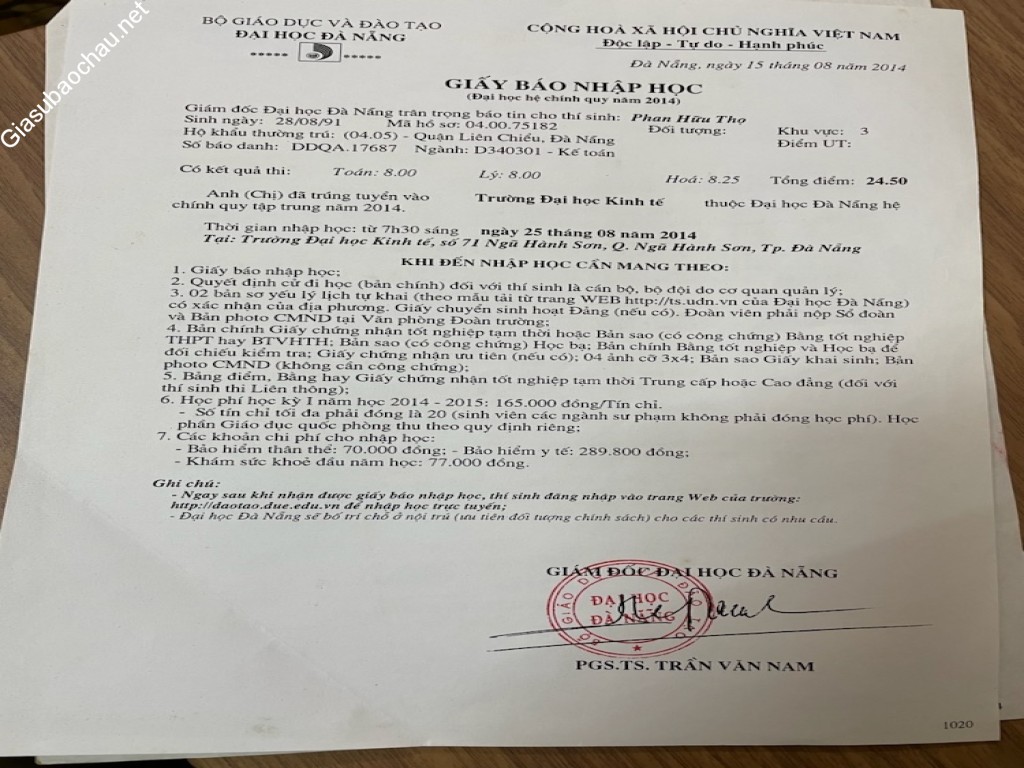 Giasubaochau.net
BỘ GIÁO DỤC VÀ ĐÀO TẠO
ĐẠI HỌC ĐÀ NẴNG
CỘNG HOÀ XÃ HỘI CHỦ NGHĨA VIỆT NAM
Độc lập - Tự do - Hạnh phúc
Đà Nẵng, ngày 15 tháng 08 năm 2014
GIẤY BÁO NHẬP HỌC
(Đại học hệ chính quy năm 2014)
Giám đốc Đại học Đà Nẵng trân trọng báo tin cho thí sinh: Phan Hữu Thọ
Sinh ngày: 28/08/91 Mã hồ sơ: 04.00.75182 Đối tượng: Khu vực: 3
Hộ khẩu thường trú: (04.05) - Quận Liên Chiểu, Đà Nẵng Điểm UT:
Số báo danh: DDQA.17687 Ngành: D340301 - Kế toán
Có kết quả thi: Toán: 8.00 Lý: 8.00 Hoá: 8.25 Tổng điểm: 24.50
Anh (Chị) đã trúng tuyển vào Trường Đại học Kinh tế thuộc Đại học Đà Nẵng hệ
chính quy tập trung năm 2014.
Thời gian nhập học: từ 7h30 sáng ngày 25 tháng 08 năm 2014
Tại: Trường Đại học Kinh tế, số 71 Ngũ Hành Sơn, Q. Ngũ Hành Sơn, Tp. Đà Nẵng
KHI ĐẾN NHẬP HỌC CẦN MANG THEO:
1. Giấy báo nhập học;
2. Quyết định cử đi học (bản chính) đối với thí sinh là cán bộ, bộ đội do cơ quan quản lý;
3. 02 bản sơ yếu lý lịch tự khai (theo mẫu tải từ trang WEB http://ts.udn.vn của Đại học Đà Nẵng)
có xác nhận của địa phương. Giấy chuyển sinh hoạt Đảng (nếu có). Đoàn viên phải nộp Sổ đoàn
và Bản photo CMND tại Văn phòng Đoàn trường;
4. Bản chính Giấy chứng nhận tốt nghiệp tạm thời hoặc Bản sao (có công chứng) Bằng tốt nghiệp
THPT hay BTVHTH; Bản sao (có công chứng) Học bạ; Bản chính Bằng tốt nghiệp và Học bạ để
đối chiếu kiểm tra; Giấy chứng nhận ưu tiên (nếu có); 04 ảnh cỡ 3x4; Bản sao Giấy khai sinh; Bản
photo CMND (không cần công chứng);
5. Bảng điểm, Bằng hay Giấy chứng nhận tốt nghiệp tạm thời Trung cấp hoặc Cao đẳng (đối với
thí sinh thi Liên thông);
6. Học phí học kỳ I năm học 2014 - 2015: 165.000 đồng/Tín chỉ.
- Số tín chỉ tối đa phải đóng là 20 (sinh viên các ngành sư phạm không phải đóng học phí). Học
phần Giáo dục quốc phòng thu theo quy định riêng;
7. Các khoản chi phí cho nhập học:
- Bảo hiểm thân thể: 70.000 đồng; - Bảo hiểm y tế: 289.800 đồng;
- Khám sức khoẻ đầu năm học: 77.000 đồng.
Ghi chú:
- Ngay sau khi nhận được giấy báo nhập học, thí sinh đăng nhập vào trang Web của trường:
http://daotao.due.edu.vn để nhập học trực tuyến;
- Đại học Đà Nẵng sẽ bố trí chỗ ở nội trú (ưu tiên đối tượng chính sách) cho các thí sinh có nhu cầu.
GIÁM ĐỐC ĐẠI HỌC ĐÀ NẴNG
ĐẠI HỌC
ĐÀ NẴNG
PGS.TS. TRẦN VĂN NAM
1020